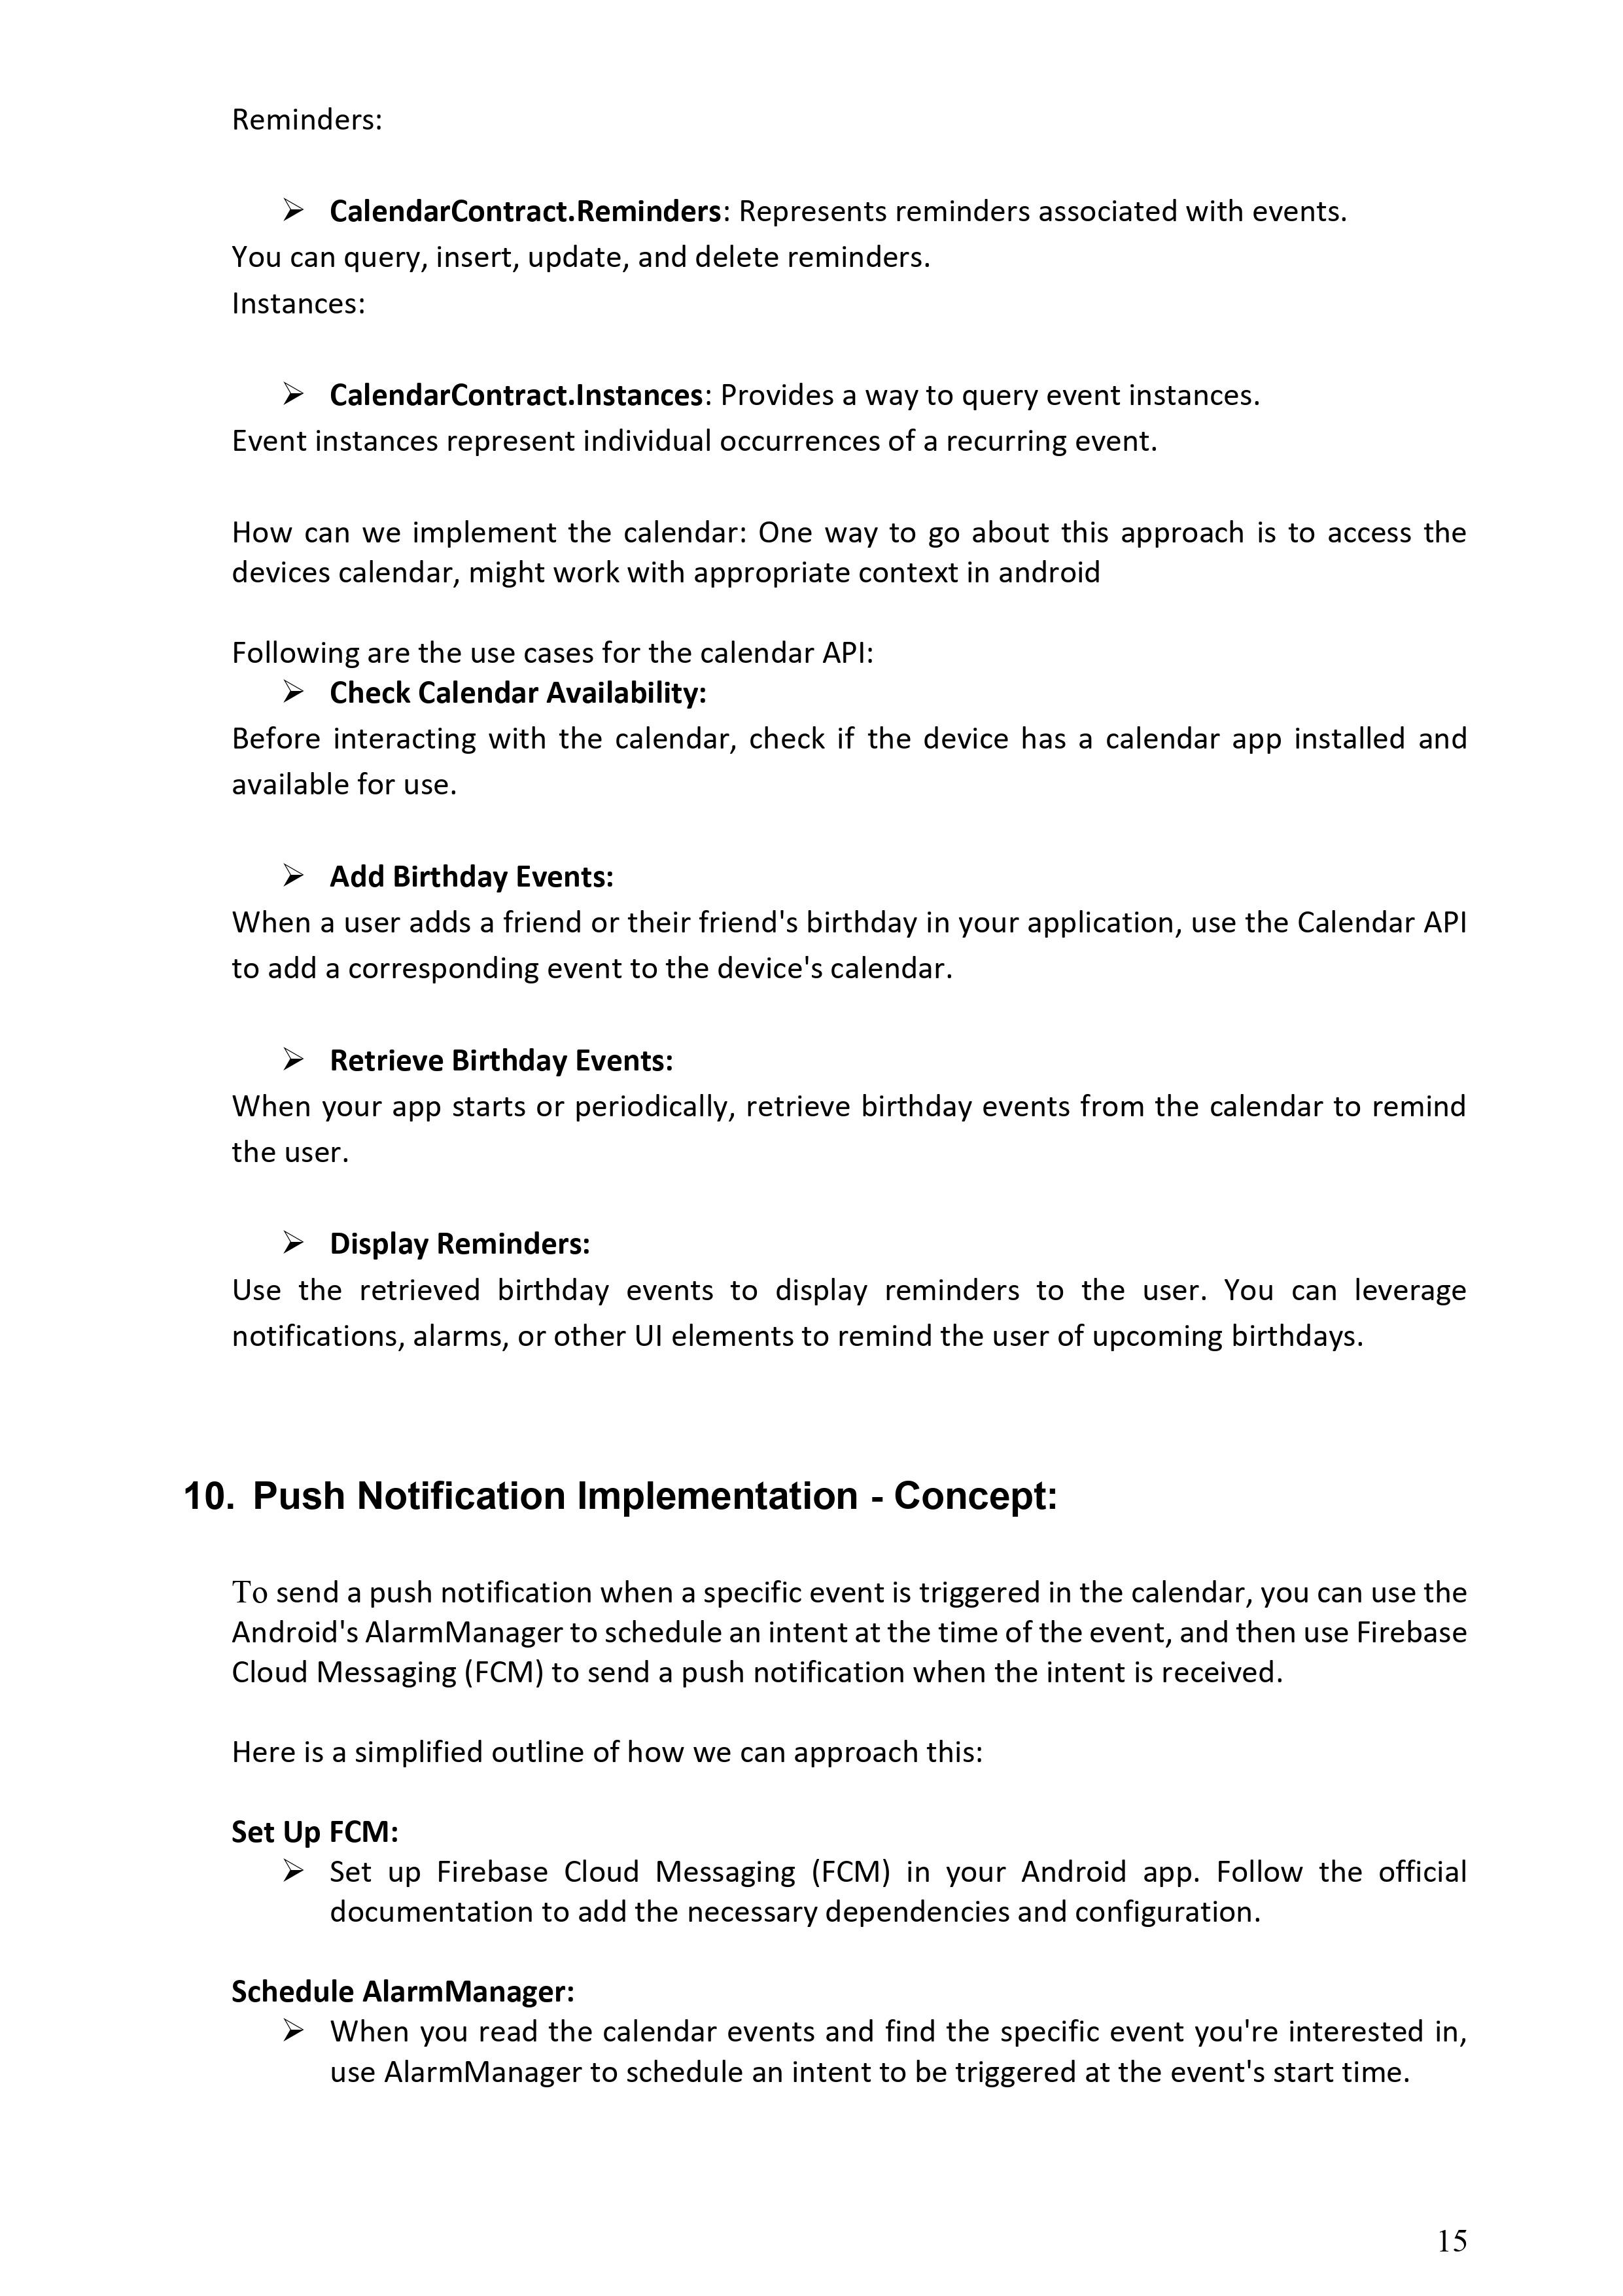 Reminders:
➢ CalendarContract.Reminders: Represents reminders associated with events.
You can query, insert, update, and delete reminders.
Instances:
➢ CalendarContract.Instances: Provides a way to query event instances.
Event instances represent individual occurrences of a recurring event.
How can we implement the calendar: One way to go about this approach is to access the
devices calendar, might work with appropriate context in android
Following are the use cases for the calendar API:
➢ Check Calendar Availability:
Before interacting with the calendar, check if the device has a calendar app installed and
available for use.
➢ Add Birthday Events:
When a user adds a friend or their friend's birthday in your application, use the Calendar API
to add a corresponding event to the device's calendar.
➢ Retrieve Birthday Events:
When your app starts or periodically, retrieve birthday events from the calendar to remind
the user.
➢ Display Reminders:
Use the retrieved birthday events to display reminders to the user. You can leverage
notifications, alarms, or other UI elements to remind the user of upcoming birthdays.
10. Push Notification Implementation - Concept:
To send a push notification when a specific event is triggered in the calendar, you can use the
Android's AlarmManager to schedule an intent at the time of the event, and then use Firebase
Cloud Messaging (FCM) to send a push notification when the intent is received.
Here is a simplified outline of how we can approach this:
Set Up FCM:
➢ Set up Firebase Cloud Messaging (FCM) in your Android app. Follow the official
documentation to add the necessary dependencies and configuration.
Schedule AlarmManager:
➢ When you read the calendar events and find the specific event you're interested in,
use AlarmManager to schedule an intent to be triggered at the event's start time.
15